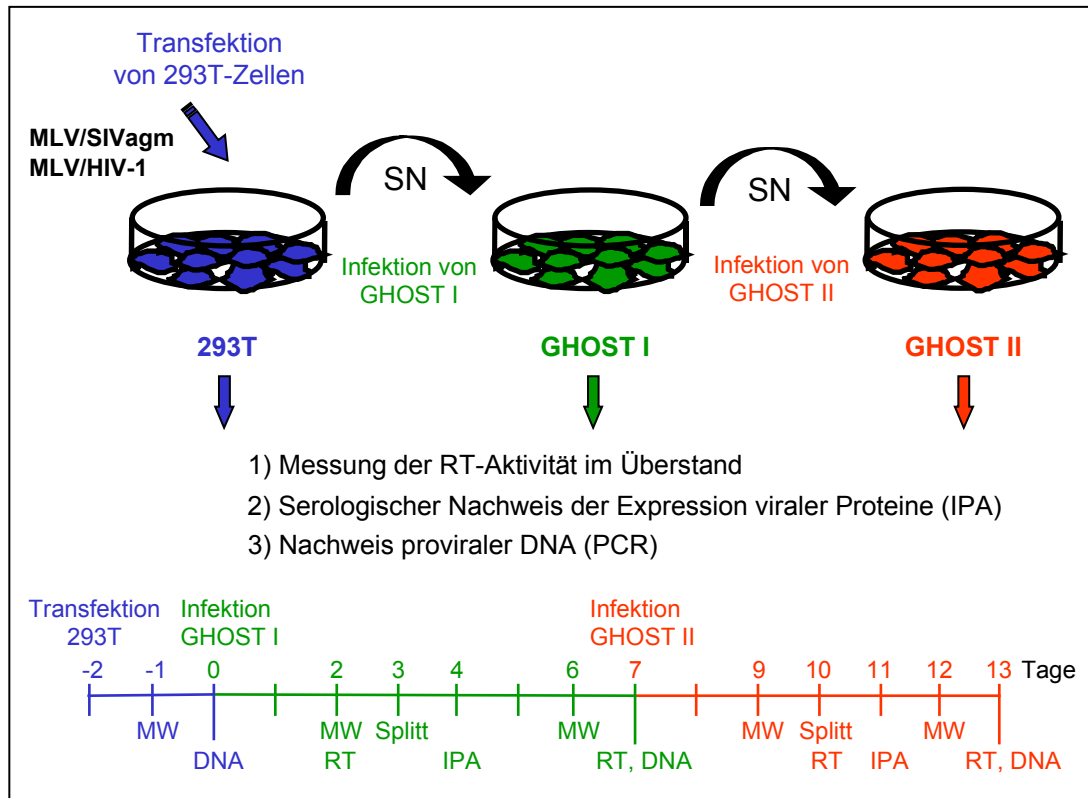 Transfektion
von 293T-Zellen
MLV/SIVagm
MLV/HIV-1
SN
SN
Infektion von
GHOST I
Infektion von
GHOST II
293T
GHOST I
GHOST II
1) Messung der RT-Aktivität im Überstand
2) Serologischer Nachweis der Expression viraler Proteine (IPA)
3) Nachweis proviraler DNA (PCR)
Transfektion
293T
Infektion
GHOST I
Infektion
GHOST II
-2 -1 0 2 3 4 6 7 9 10 11 12 13 Tage
MW MW Splitt MW MW Splitt MW
DNA RT IPA RT, DNA RT IPA RT, DNA